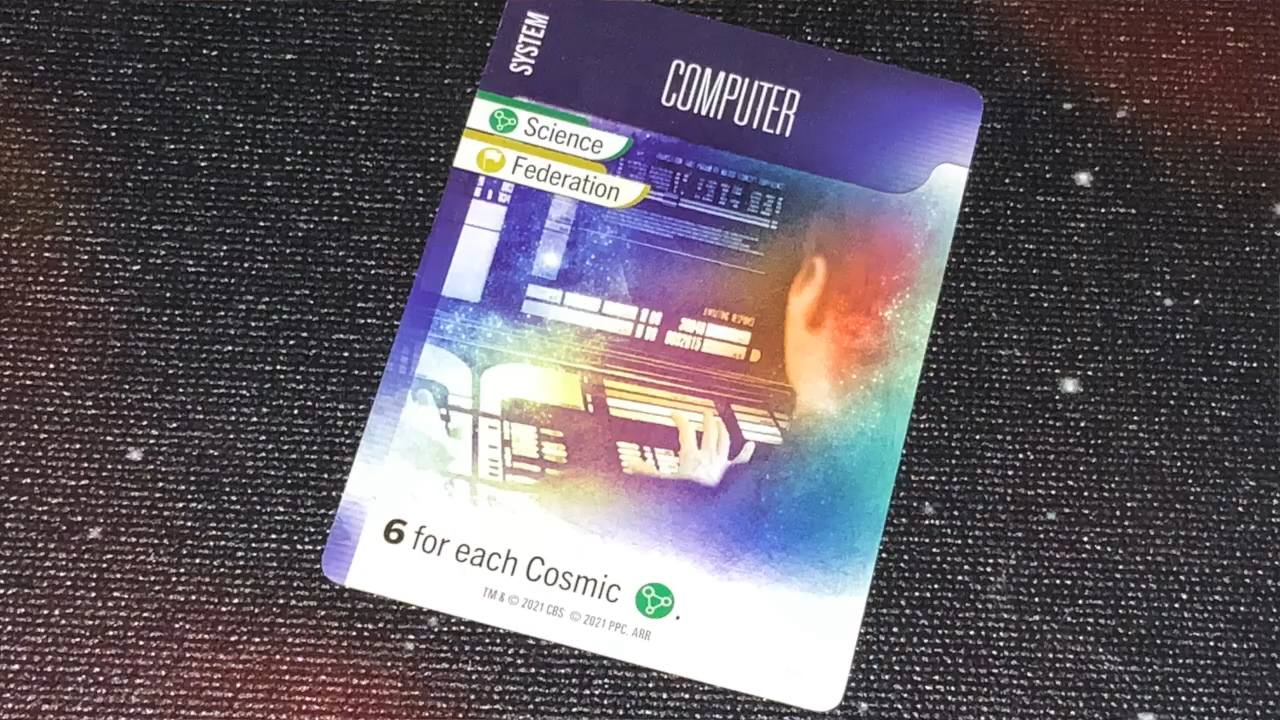 SYSTEM
COMPUTER
Science
Federation
6 for each Cosmic .
TM & © 2021 CBS © 2021 PPC. ARR